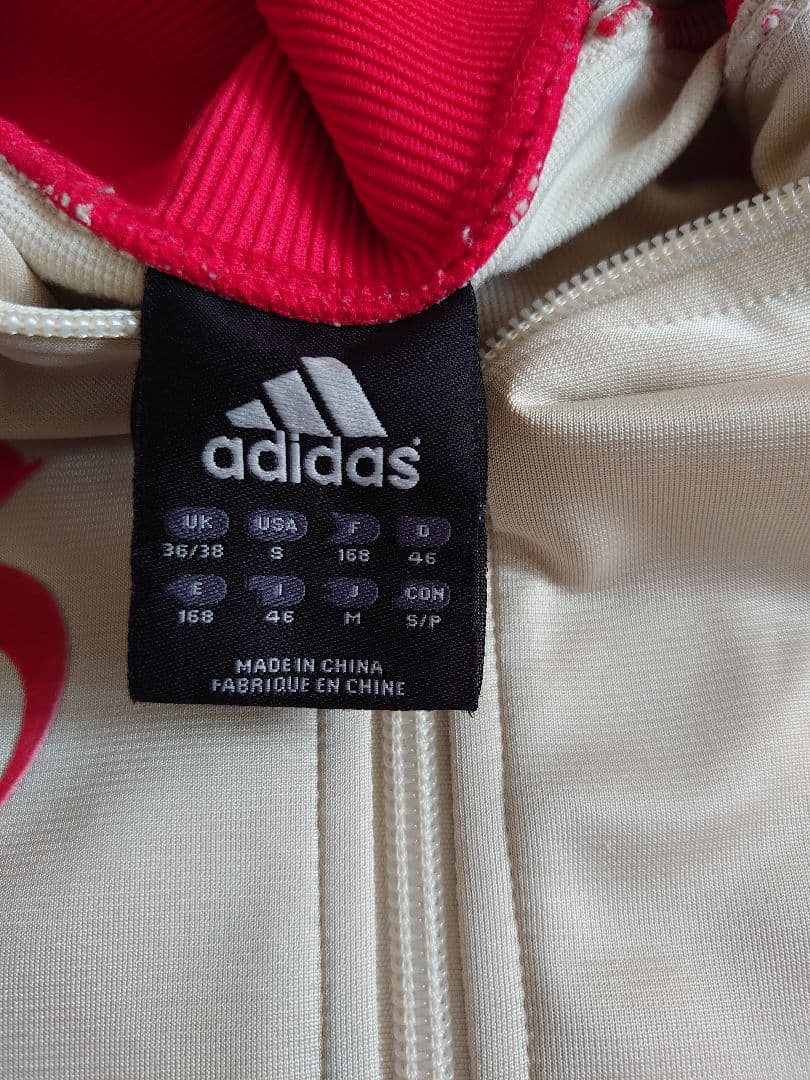 adidas
UK USA F D
36/38 S 168 46
E I J CON
168 46 M S/P
MADE IN CHINA
FABRIQUE EN CHINE